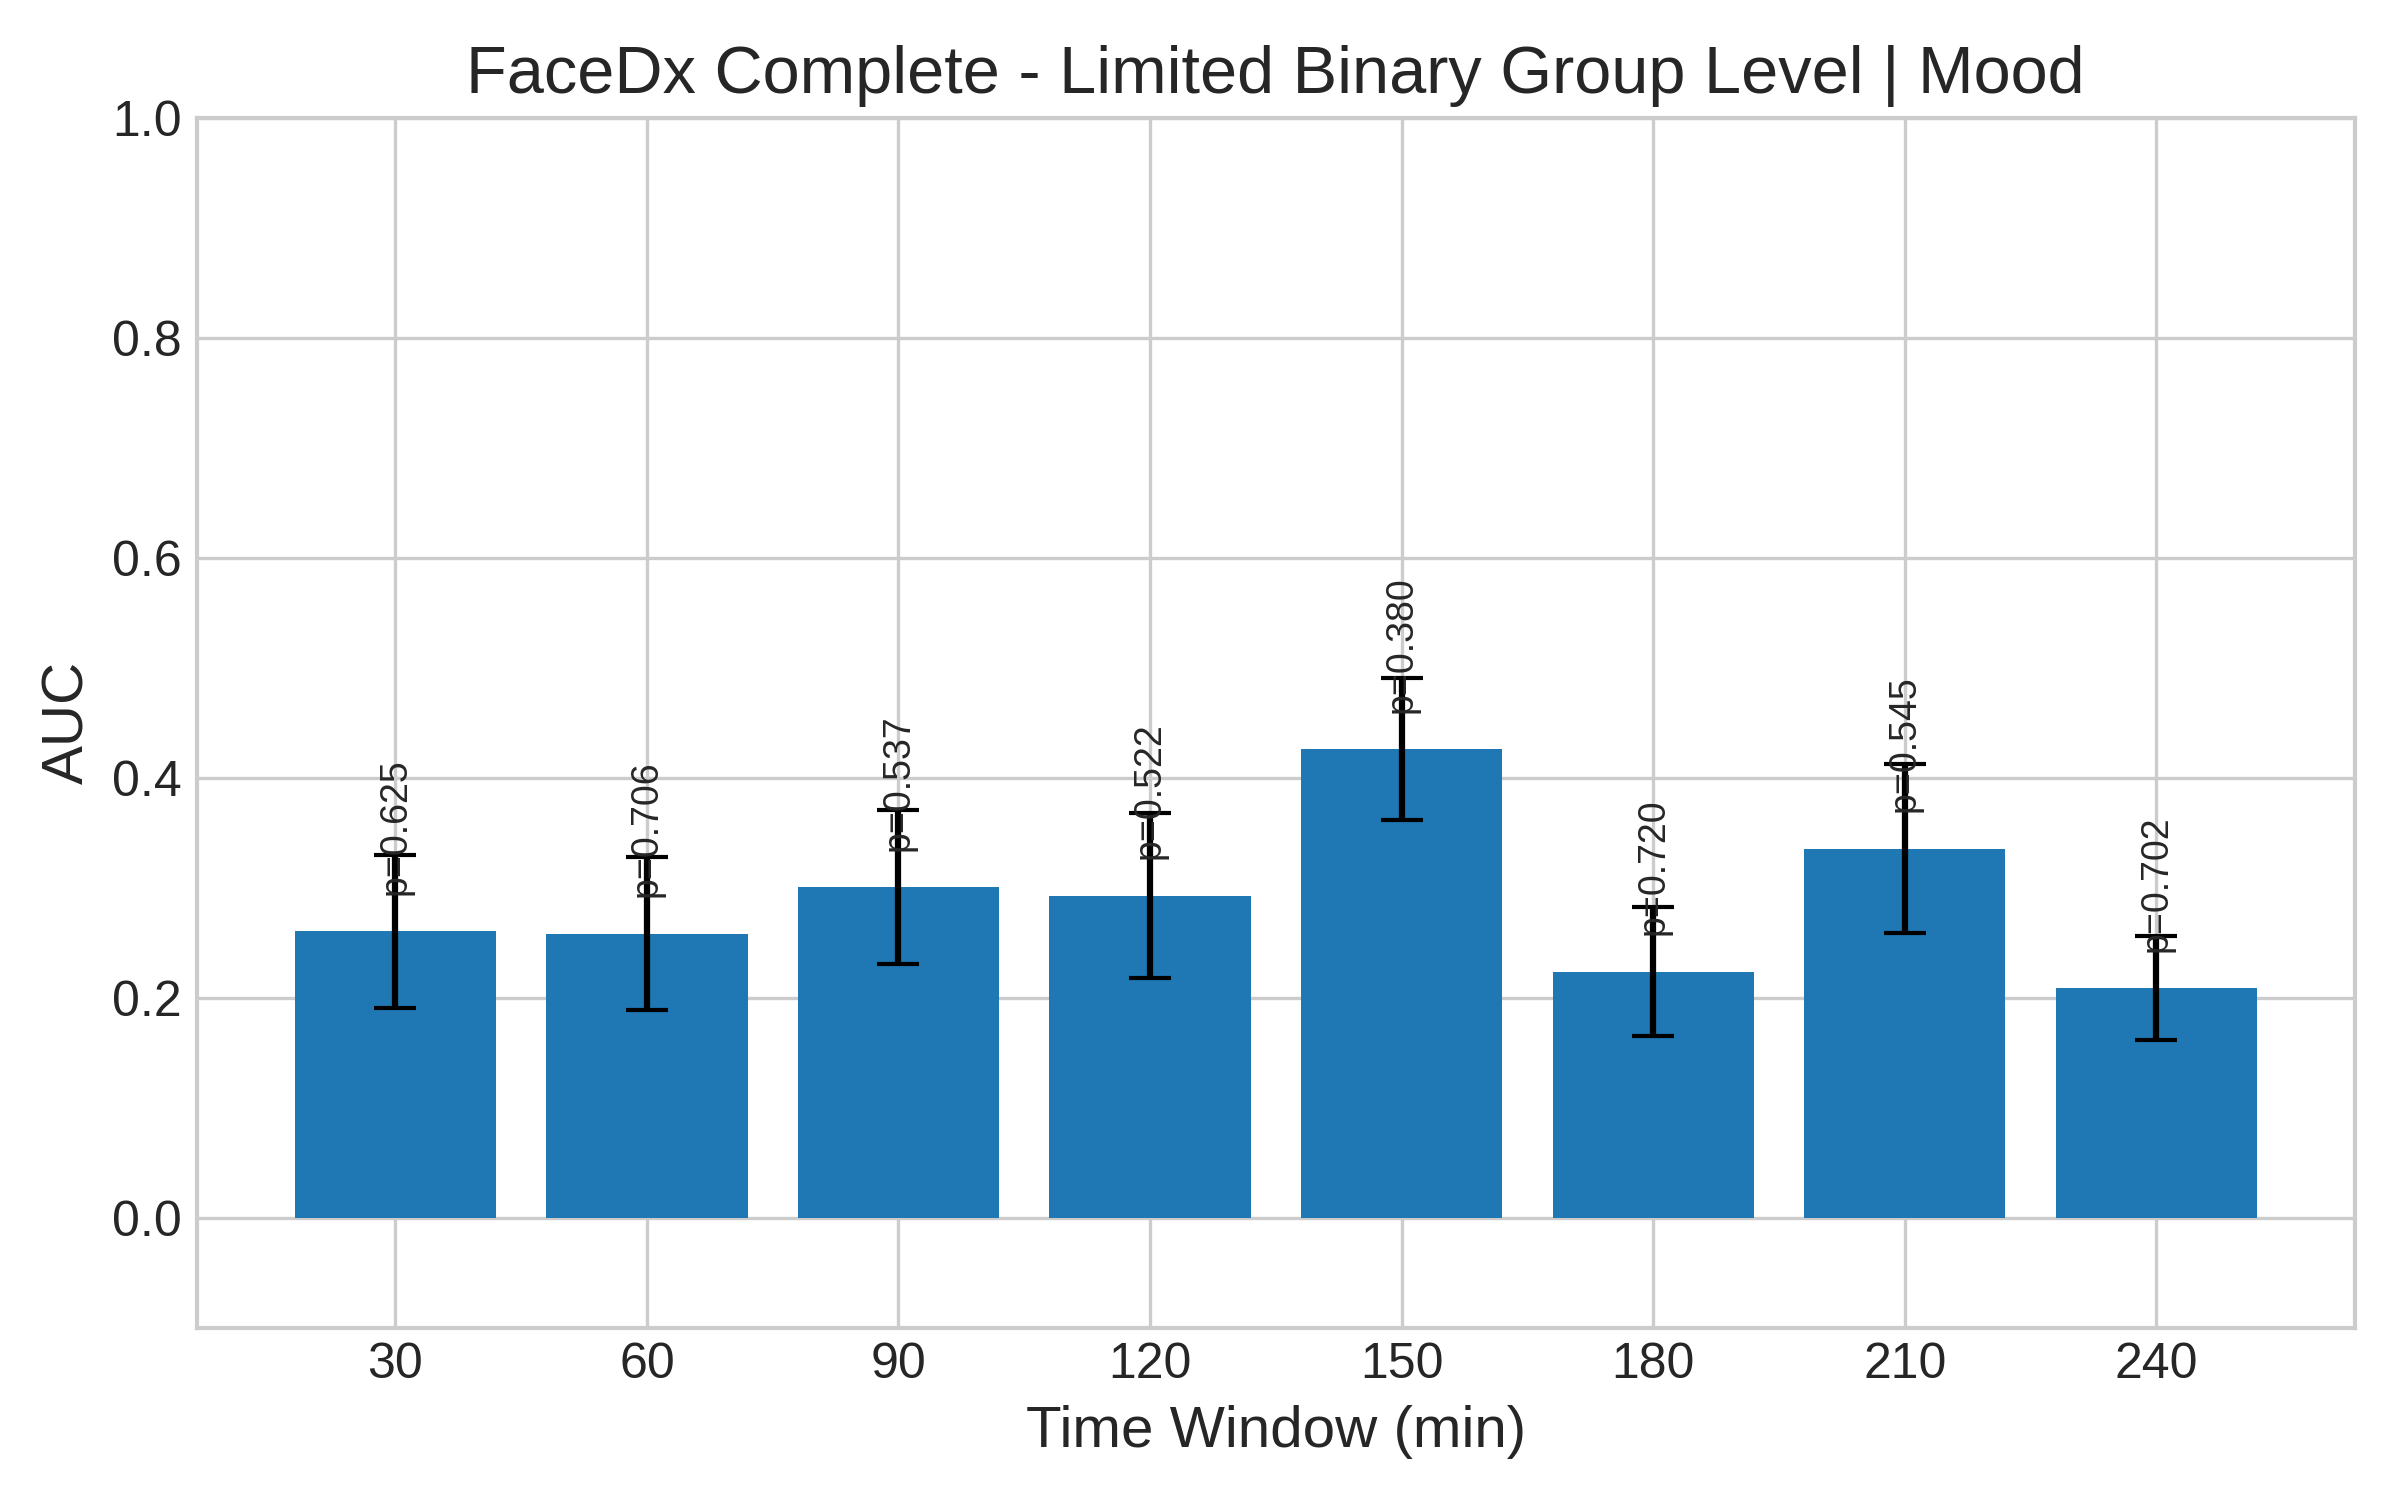 FaceDx Complete - Limited Binary Group Level | Mood
1.0
0.8
0.6
0.4
0.2
0.0
AUC
p=0.625
p=0.706
p=0.537
p=0.522
p=0.380
p=0.720
p=0.545
p=0.702
30 60 90 120 150 180 210 240
Time Window (min)